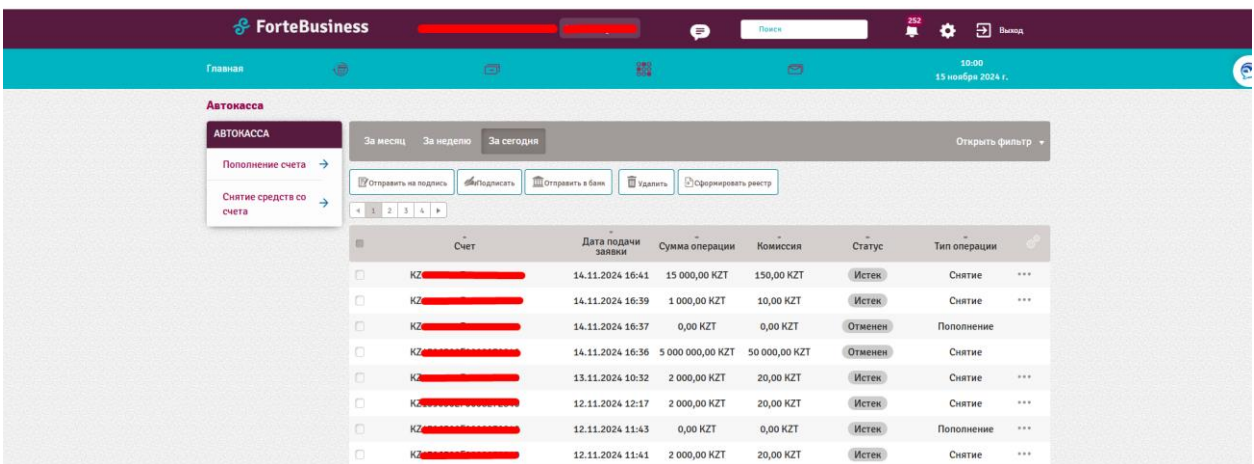 ForteBusiness
Поиск
252
Выход
Главная
10:00
15 ноября 2024 г.
Автокасса
АВТОКАССА
Пополнение счета
Снятие средств со счета
За месяц За неделю За сегодня
Открыть фильтр
Отправить на подпись Подписать Отправить в банк Удалить Сформировать реестр
1 2 3 4
Счет Дата подачи заявки Сумма операции Комиссия Статус Тип операции
KZ 14.11.2024 16:41 15 000,00 KZT 150,00 KZT Истек Снятие
KZ 14.11.2024 16:39 1 000,00 KZT 10,00 KZT Истек Снятие
KZ 14.11.2024 16:37 0,00 KZT 0,00 KZT Отменен Пополнение
KZ 14.11.2024 16:36 5 000 000,00 KZT 50 000,00 KZT Отменен Снятие
KZ 13.11.2024 10:32 2 000,00 KZT 20,00 KZT Истек Снятие
KZ 12.11.2024 12:17 2 000,00 KZT 20,00 KZT Истек Снятие
KZ 12.11.2024 11:43 0,00 KZT 0,00 KZT Истек Пополнение
KZ 12.11.2024 11:41 2 000,00 KZT 20,00 KZT Истек Снятие